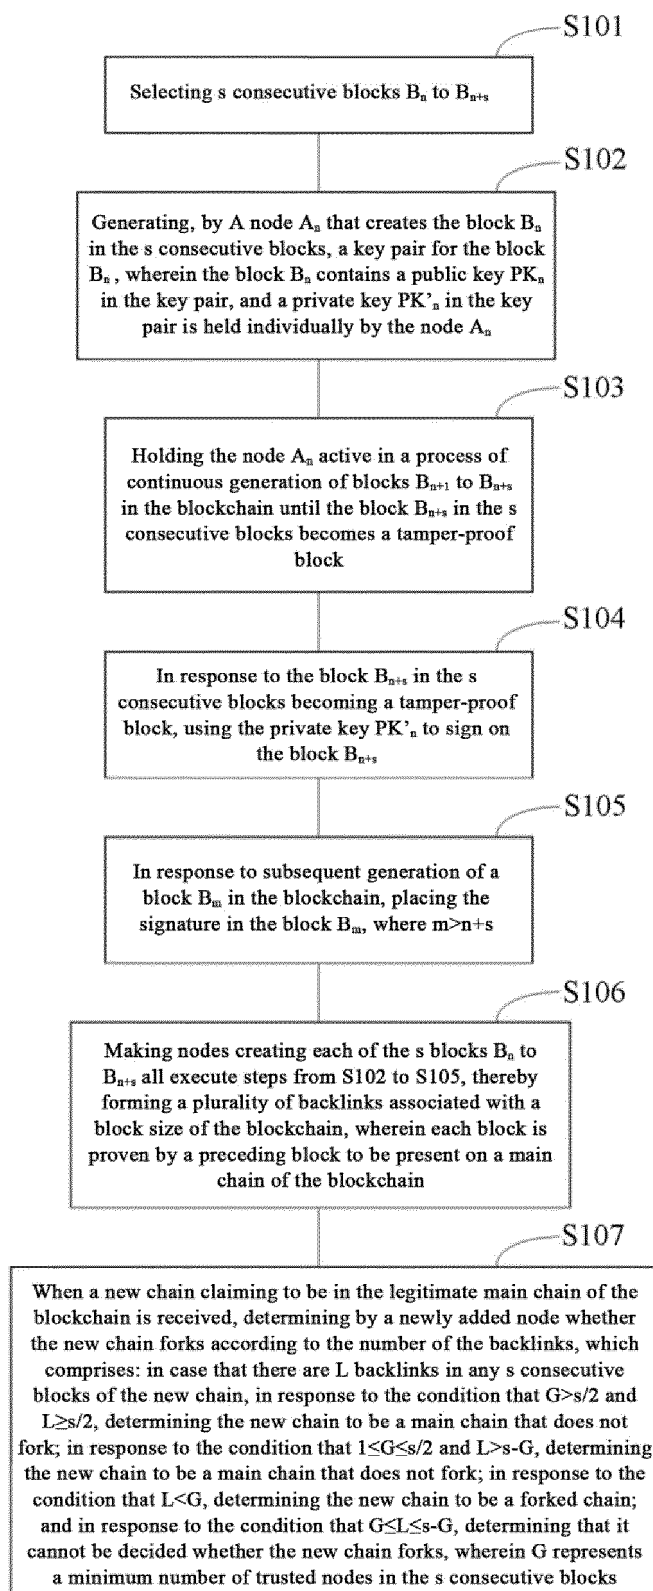 S101
Selecting s consecutive blocks Bₙ to Bₙ₊ₛ
S102
Generating, by A node Aₙ that creates the block Bₙ
in the s consecutive blocks, a key pair for the block
Bₙ , wherein the block Bₙ contains a public key PKₙ
in the key pair, and a private key PK’ₙ in the key
pair is held individually by the node Aₙ
S103
Holding the node Aₙ active in a process of
continuous generation of blocks Bₙ₊₁ to Bₙ₊ₛ
in the blockchain until the block Bₙ₊ₛ in the s
consecutive blocks becomes a tamper-proof
block
S104
In response to the block Bₙ₊ₛ in the s
consecutive blocks becoming a tamper-proof
block, using the private key PK’ₙ to sign on
the block Bₙ₊ₛ
S105
In response to subsequent generation of a
block Bₘ in the blockchain, placing the
signature in the block Bₘ, where m>n+s
S106
Making nodes creating each of the s blocks Bₙ to
Bₙ₊ₛ all execute steps from S102 to S105, thereby
forming a plurality of backlinks associated with a
block size of the blockchain, wherein each block is
proven by a preceding block to be present on a main
chain of the blockchain
S107
When a new chain claiming to be in the legitimate main chain of the
blockchain is received, determining by a newly added node whether
the new chain forks according to the number of the backlinks, which
comprises: in case that there are L backlinks in any s consecutive
blocks of the new chain, in response to the condition that G>s/2 and
L≥s/2, determining the new chain to be a main chain that does not
fork; in response to the condition that 1≤G≤s/2 and L>s-G, determining
the new chain to be a main chain that does not fork; in response to the
condition that L<G, determining the new chain to be a forked chain;
and in response to the condition that G≤L≤s-G, determining that it
cannot be decided whether the new chain forks, wherein G represents
a minimum number of trusted nodes in the s consecutive blocks